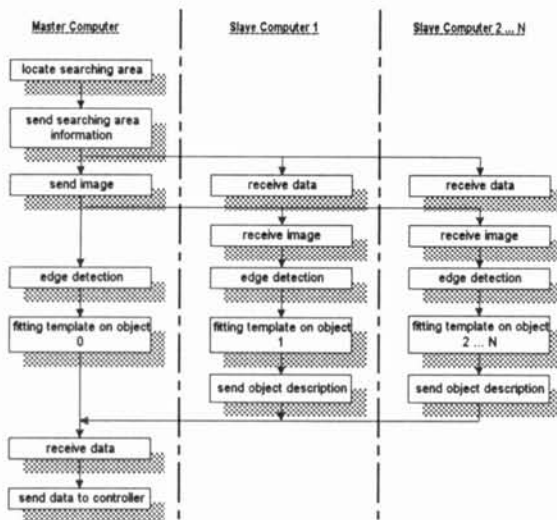 Master Computer
Slave Computer 1
Slave Computer 2 ... N
locate searching area
send searching area
information
send image
receive data
receive data
receive image
receive image
edge detection
edge detection
edge detection
fitting template on object
0
fitting template on object
1
fitting template on object
2 ... N
send object description
send object description
receive data
send data to controller